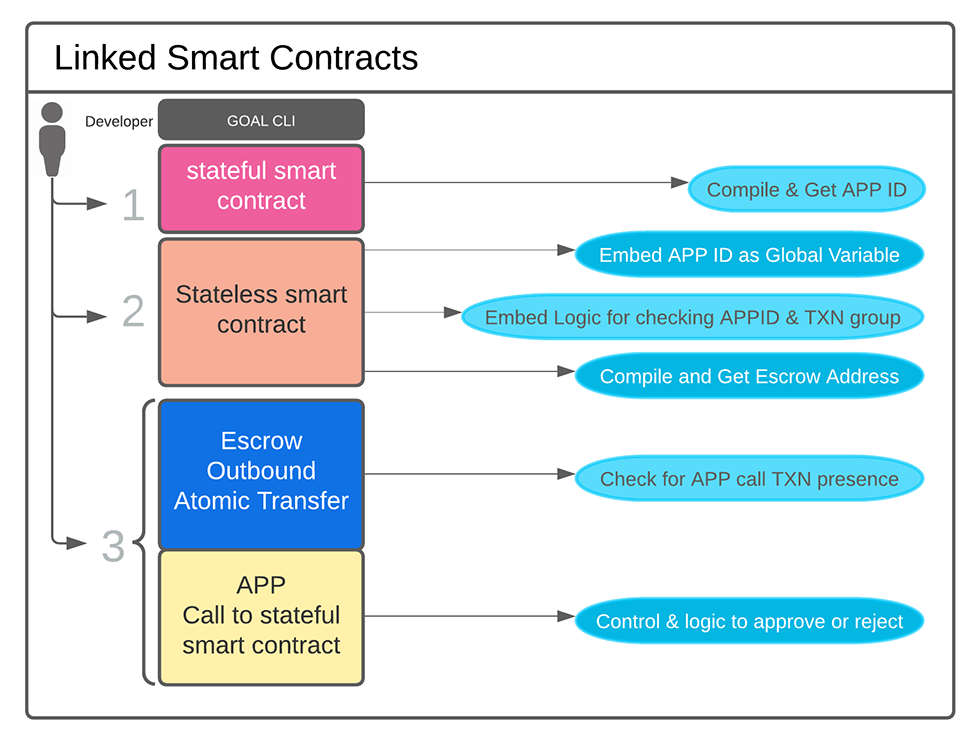 Linked Smart Contracts
Developer
GOAL CLI
1
stateful smart
contract
Compile & Get APP ID
2
Stateless smart
contract
Embed APP ID as Global Variable
Embed Logic for checking APPID & TXN group
Compile and Get Escrow Address
3
Escrow
Outbound
Atomic Transfer
Check for APP call TXN presence
APP
Call to stateful
smart contract
Control & logic to approve or reject